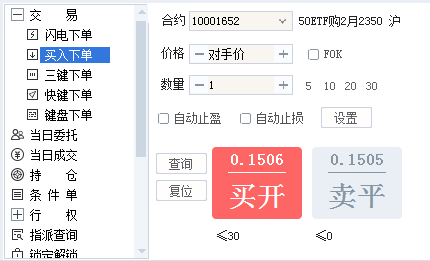 交 易
闪电下单
买入下单
三键下单
快键下单
键盘下单
当日委托
当日成交
持 仓
条 件 单
行 权
指派查询
锁定解锁
合约 10001652 50ETF购2月2350 沪
价格 对手价 FOK
数量 1 5 10 20 30
自动止盈 自动止损 设置
查询
复位
0.1506
买开
0.1505
卖平
≤30 ≤0